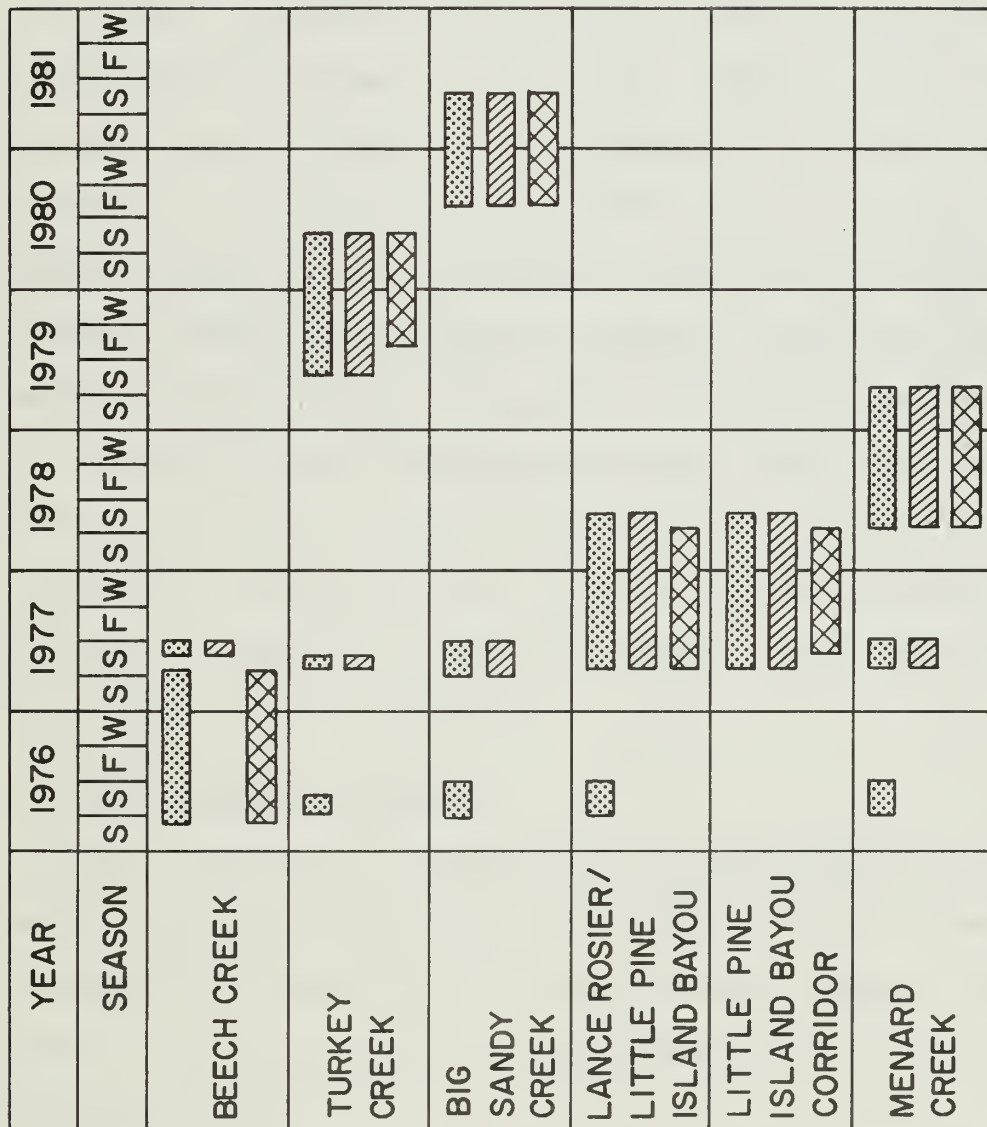 YEAR 1976 1977 1978 1979 1980 1981
SEASON S S F W S S F W S S F W S S F W S S F W S S F W
BEECH CREEK
TURKEY
CREEK
BIG
SANDY
CREEK
LANCE ROSIER/
LITTLE PINE
ISLAND BAYOU
LITTLE PINE
ISLAND BAYOU
CORRIDOR
MENARD
CREEK